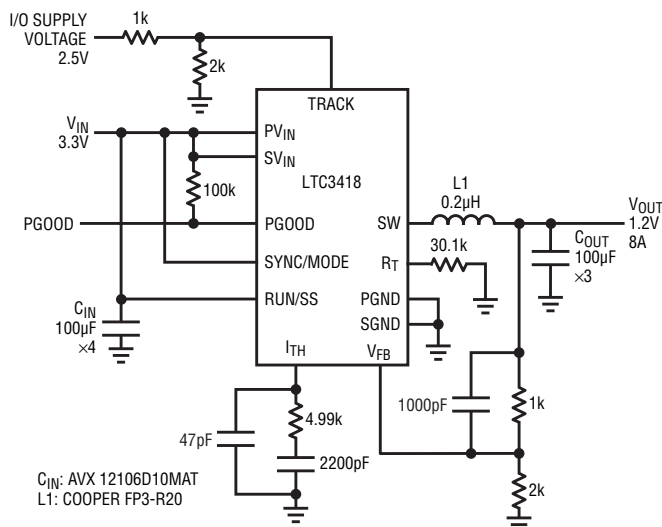 I/O SUPPLY
VOLTAGE
2.5V
1k
2k
TRACK
VIN
3.3V
PVIN
SVIN
LTC3418
100k
L1
0.2µH
VOUT
1.2V
8A
PGOOD
PGOOD
SW
COUT
100µF
×3
30.1k
SYNC/MODE
RT
CIN
100µF
×4
RUN/SS
PGND
SGND
ITH
VFB
1000pF
1k
4.99k
47pF
2200pF
2k
CIN: AVX 12106D10MAT
L1: COOPER FP3-R20